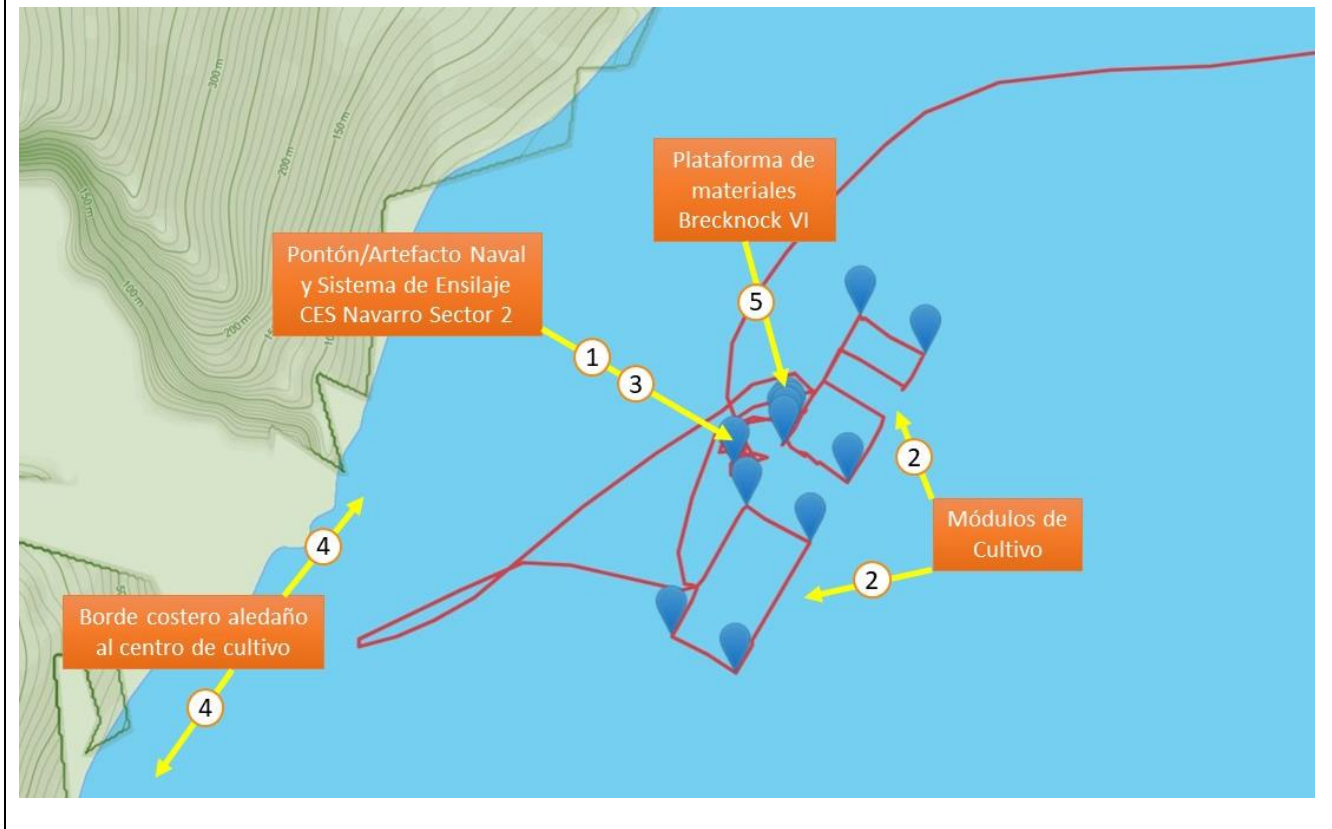 300 m
150 m
200 m
Plataforma de
materiales
Brecknock VI
150 m
Pontón/Artefacto Naval
y Sistema de Ensilaje
CES Navarro Sector 2
5
100 m
200 m
1
3
2
Módulos de
Cultivo
4
2
Borde costero aledaño
al centro de cultivo
4